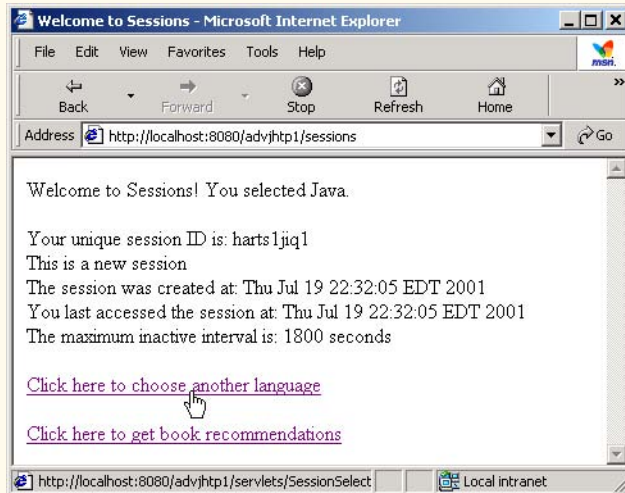 Welcome to Sessions - Microsoft Internet Explorer
File Edit View Favorites Tools Help
msn.
Back Forward Stop Refresh Home »
Address http://localhost:8080/advjhtp1/sessions Go
Welcome to Sessions! You selected Java.
Your unique session ID is: harts1jiq1
This is a new session
The session was created at: Thu Jul 19 22:32:05 EDT 2001
You last accessed the session at: Thu Jul 19 22:32:05 EDT 2001
The maximum inactive interval is: 1800 seconds
Click here to choose another language
Click here to get book recommendations
http://localhost:8080/advjhtp1/servlets/SessionSelect Local intranet